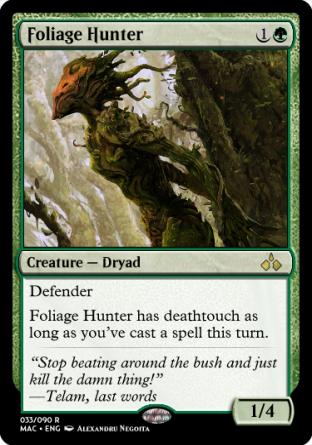 Foliage Hunter 1
Creature — Dryad
Defender
Foliage Hunter has deathtouch as
long as you've cast a spell this turn.
“Stop beating around the bush and just
kill the damn thing!”
—Telam, last words
1/4
033/090 R
MAC • ENG Alexandru Negoita